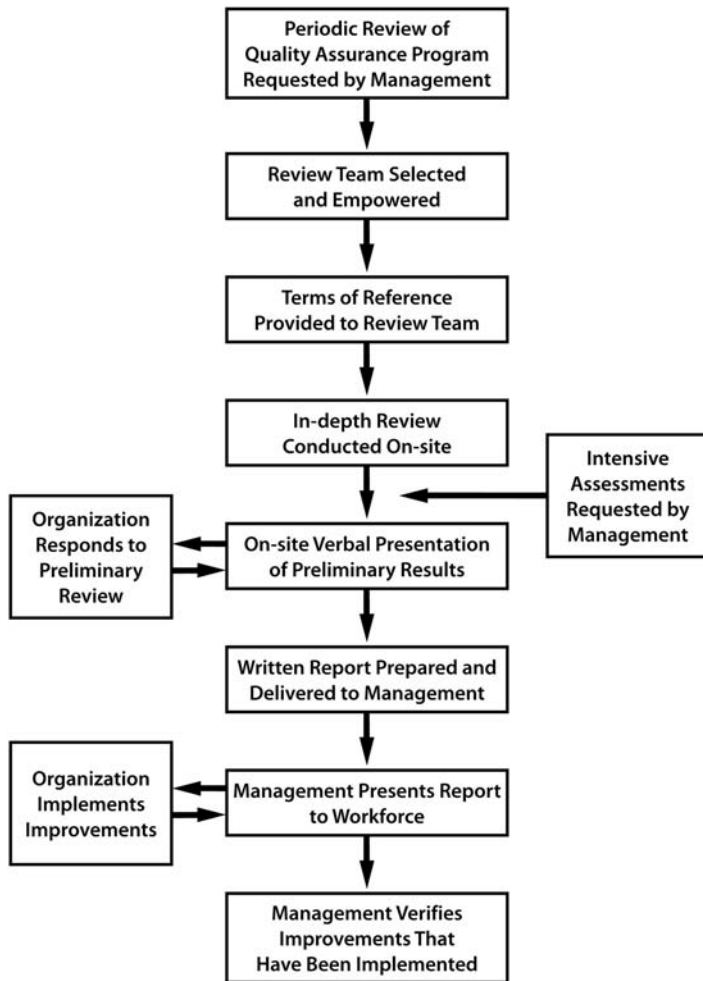 Periodic Review of
Quality Assurance Program
Requested by Management
Review Team Selected
and Empowered
Terms of Reference
Provided to Review Team
In-depth Review
Conducted On-site
Intensive
Assessments
Requested by
Management
Organization
Responds to
Preliminary
Review
On-site Verbal Presentation
of Preliminary Results
Written Report Prepared and
Delivered to Management
Organization
Implements
Improvements
Management Presents Report
to Workforce
Management Verifies
Improvements That
Have Been Implemented